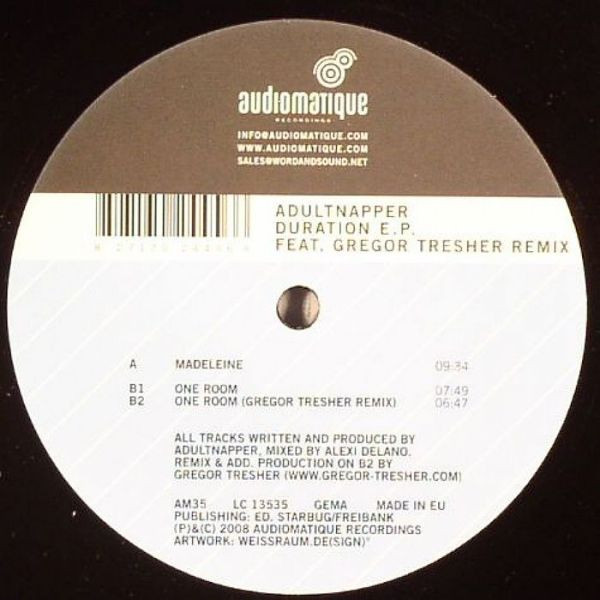 audiomatique
RECORDINGS
INFO@AUDIOMATIQUE.COM
WWW.AUDIOMATIQUE.COM
SALES@WORDANDSOUND.NET
ADULTNAPPER
DURATION E.P.
FEAT. GREGOR TRESHER REMIX
A MADELEINE 09:34
B1 ONE ROOM 07:49
B2 ONE ROOM (GREGOR TRESHER REMIX) 06:47
ALL TRACKS WRITTEN AND PRODUCED BY
ADULTNAPPER, MIXED BY ALEXI DELANO.
REMIX & ADD. PRODUCTION ON B2 BY
GREGOR TRESHER (WWW.GREGOR-TRESHER.COM)
AM35 LC 13535 GEMA MADE IN EU
PUBLISHING: ED. STARBUG/FREIBANK
(P)&(C) 2008 AUDIOMATIQUE RECORDINGS
ARTWORK: WEISSRAUM.DE(SIGN)°